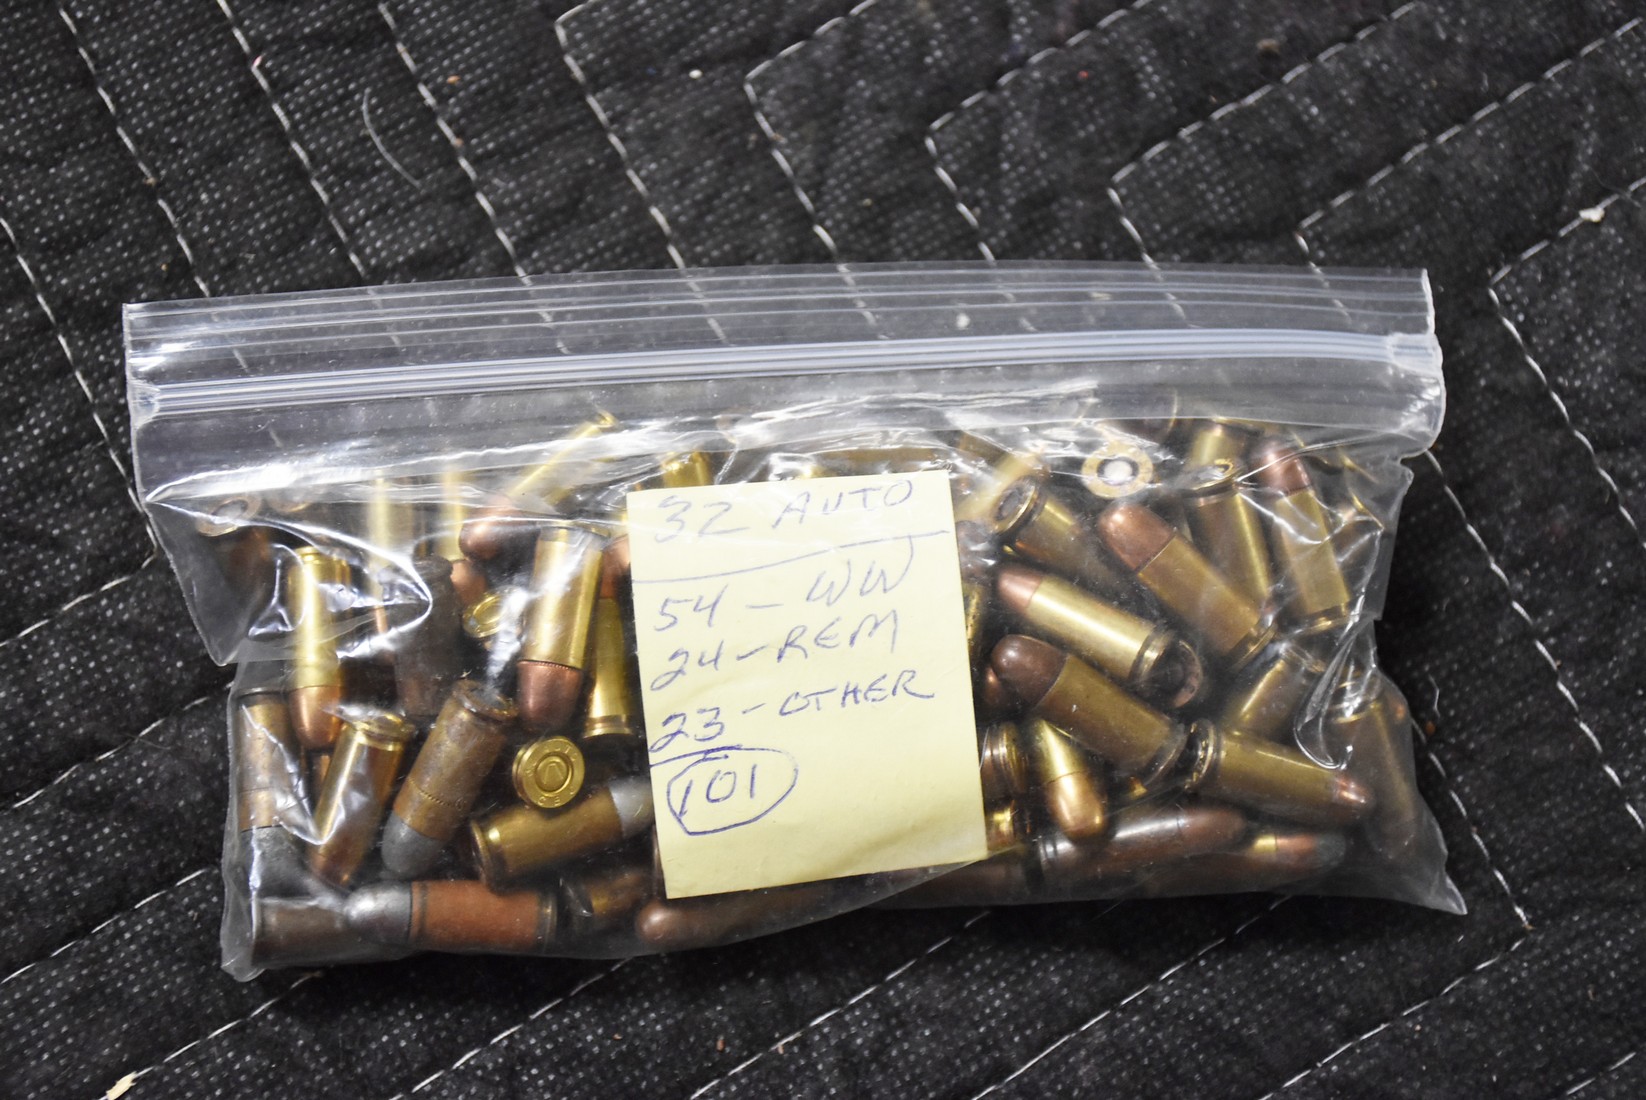 32 AUTO
54 - WW
24 - REM
23 - OTHER
101